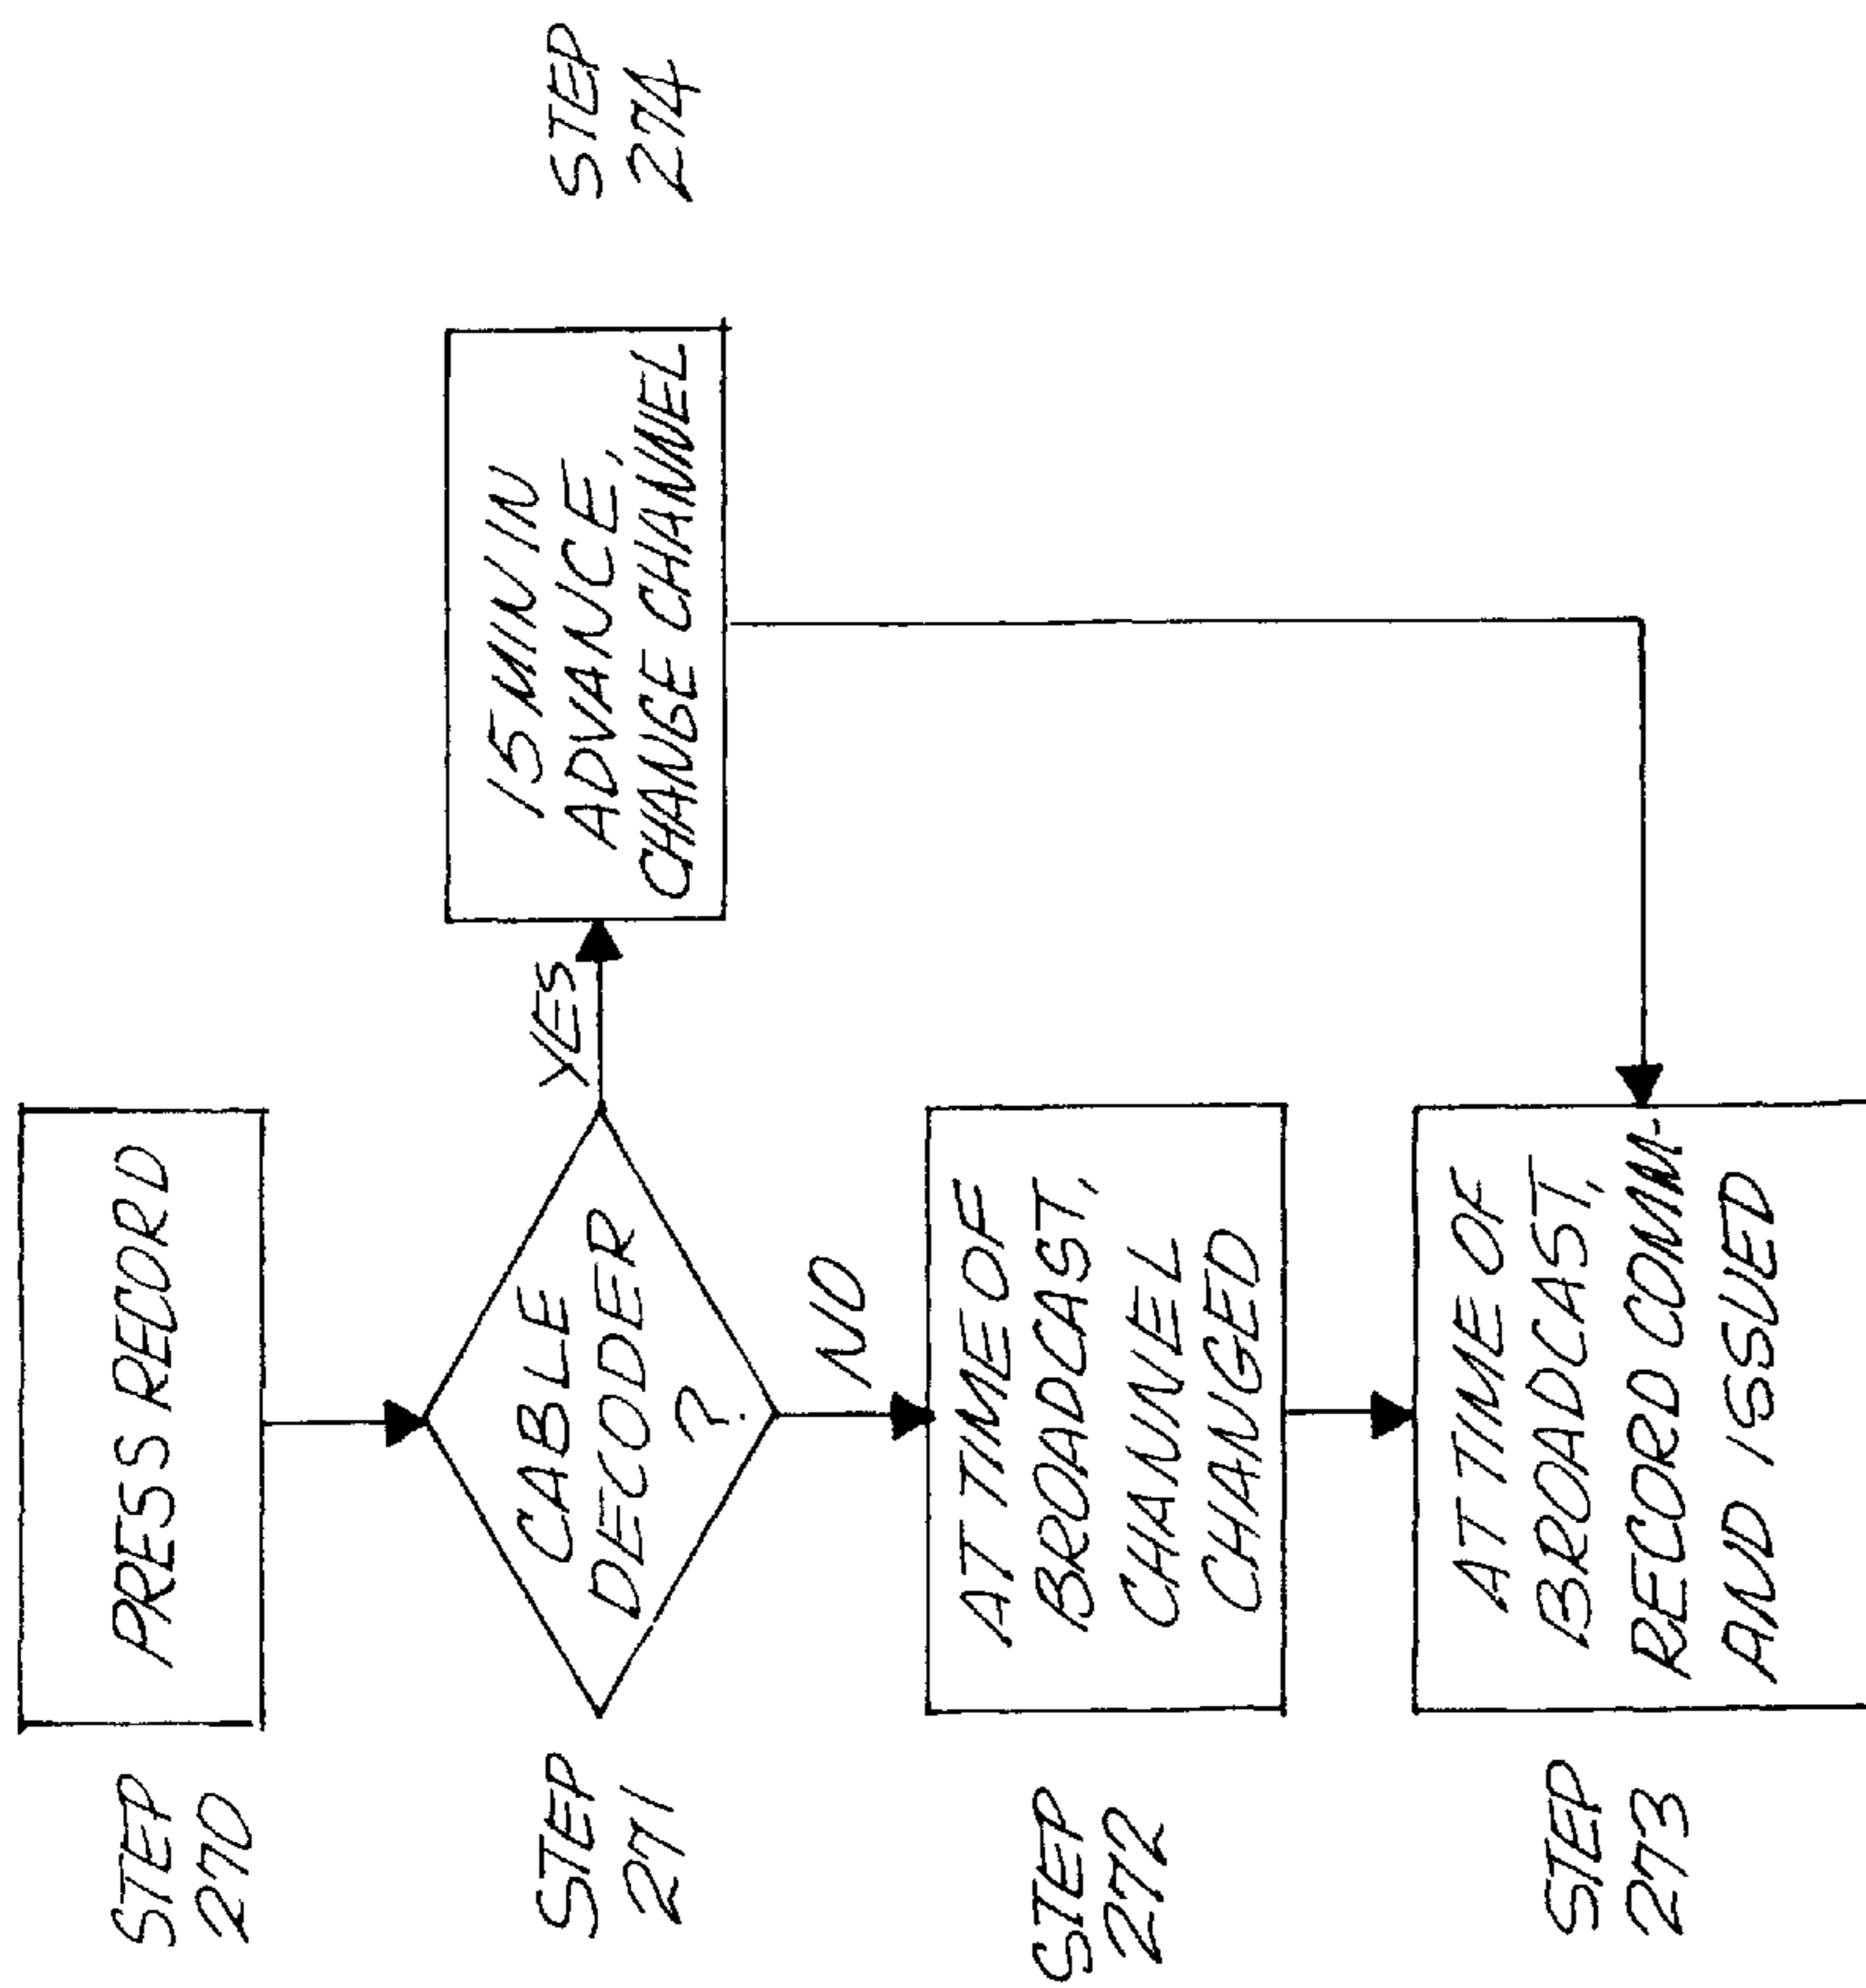 STEP
270
PRESS RECORD
STEP
271
CABLE
DECODER
?
YES
15 MIN IN
ADVANCE,
CHANGE CHANNEL
STEP
274
NO
STEP
272
AT TIME OF
BROADCAST,
CHANNEL
CHANGED
STEP
273
AT TIME OF
BROADCAST,
RECORD COMM-
AND ISSUED